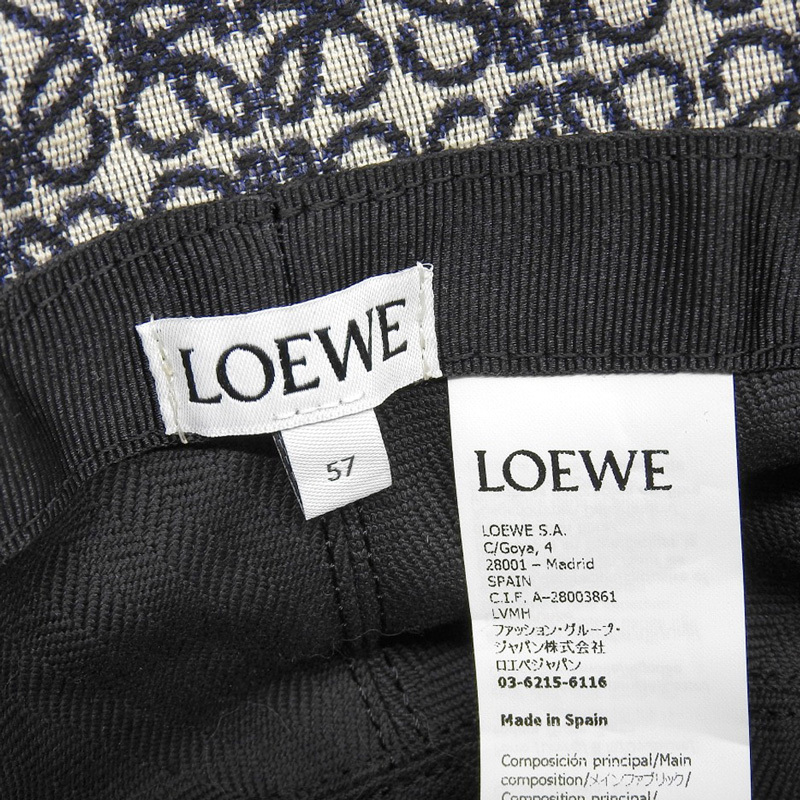 LOEWE
57
LOEWE
LOEWE S.A.
C/Goya, 4
28001 – Madrid
SPAIN
C.I.F. A–28003861
LVMH
ファッション・グループ・
ジャパン株式会社
ロエベジャパン
03-6215-6116
Made in Spain
Composición principal/Main
composition/メインファブリック/
Composition principal/